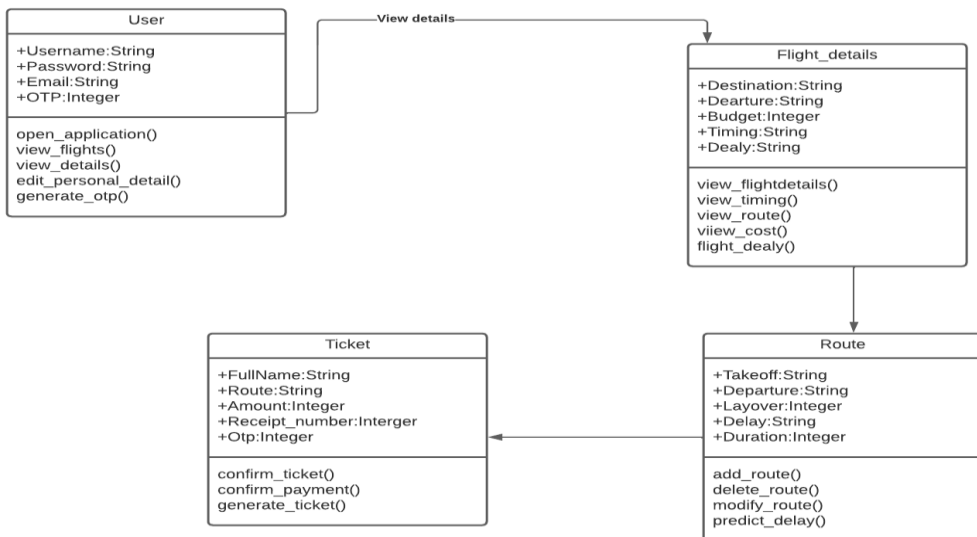 User
+Username:String
+Password:String
+Email:String
+OTP:Integer
open_application()
view_flights()
view_details()
edit_personal_detail()
generate_otp()
View details
Flight_details
+Destination:String
+Dearture:String
+Budget:Integer
+Timing:String
+Dealy:String
view_flightdetails()
view_timing()
view_route()
viiew_cost()
flight_dealy()
Ticket
+FullName:String
+Route:String
+Amount:Integer
+Receipt_number:Interger
+Otp:Integer
confirm_ticket()
confirm_payment()
generate_ticket()
Route
+Takeoff:String
+Departure:String
+Layover:Integer
+Delay:String
+Duration:Integer
add_route()
delete_route()
modify_route()
predict_delay()